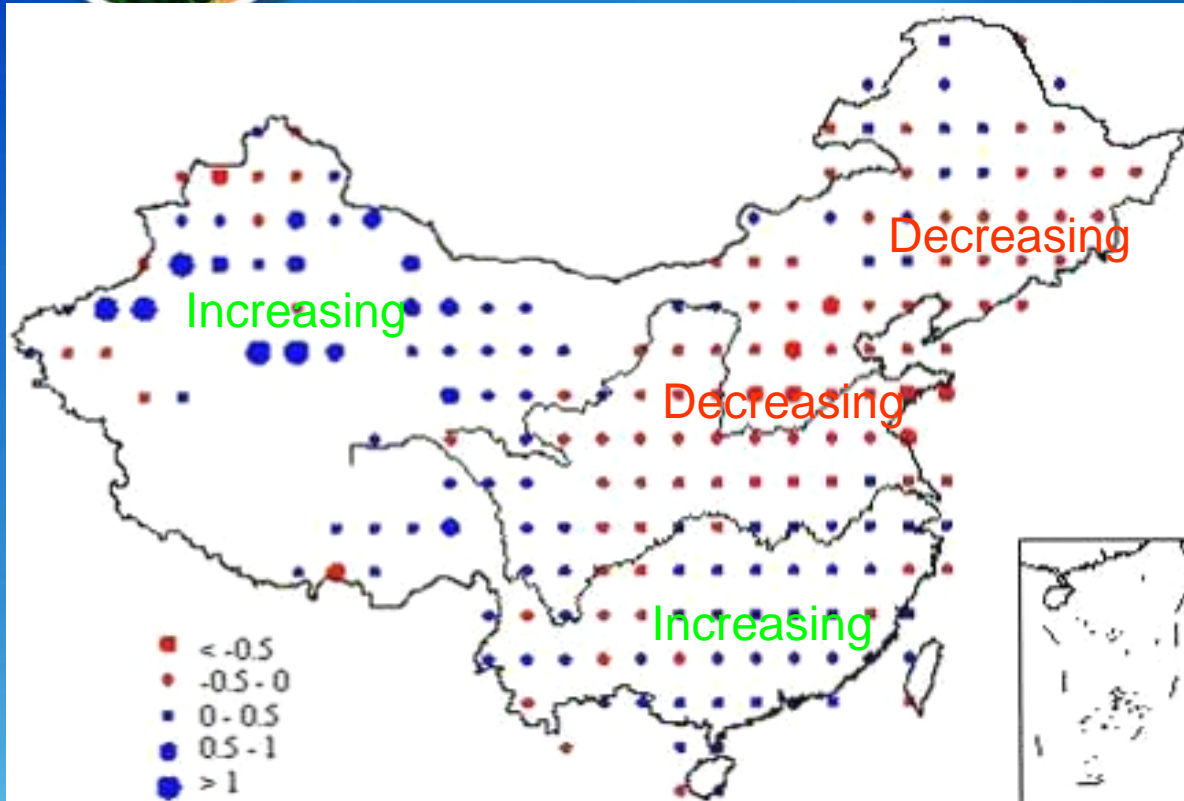 Decreasing
Increasing
Decreasing
Increasing
< -0.5
-0.5 - 0
0 - 0.5
0.5 - 1
> 1